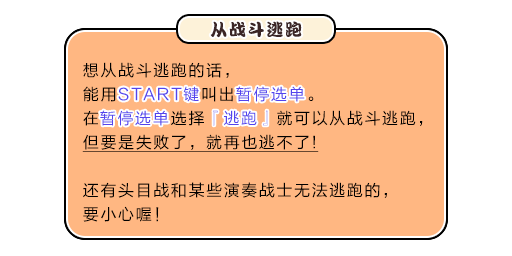 从战斗逃跑
想从战斗逃跑的话，
能用START键叫出暂停选单。
在暂停选单选择『逃跑』就可以从战斗逃跑，
但要是失败了，就再也逃不了！
还有头目战和某些演奏战士无法逃跑的，
要小心喔！